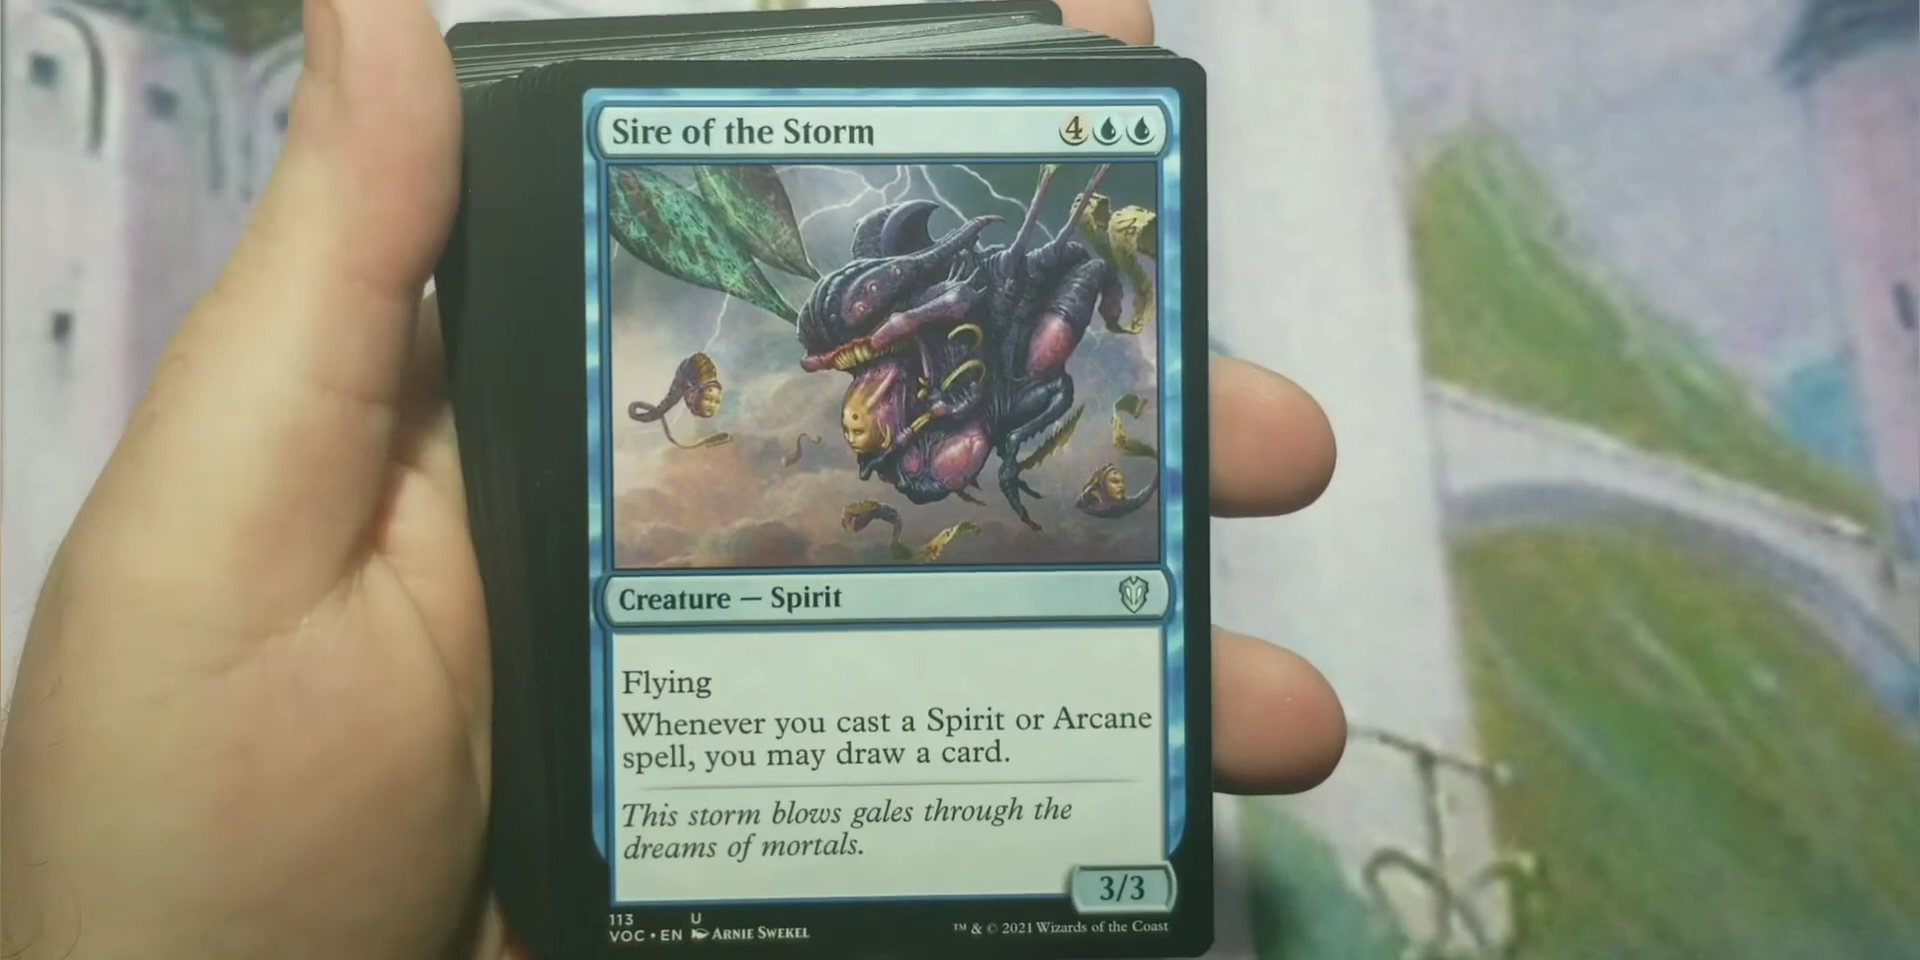 Sire of the Storm 4
Creature — Spirit
Flying
Whenever you cast a Spirit or Arcane
spell, you may draw a card.
This storm blows gales through the
dreams of mortals.
3/3
113 U
VOC • EN ARNIE SWEKEL
™ & © 2021 Wizards of the Coast